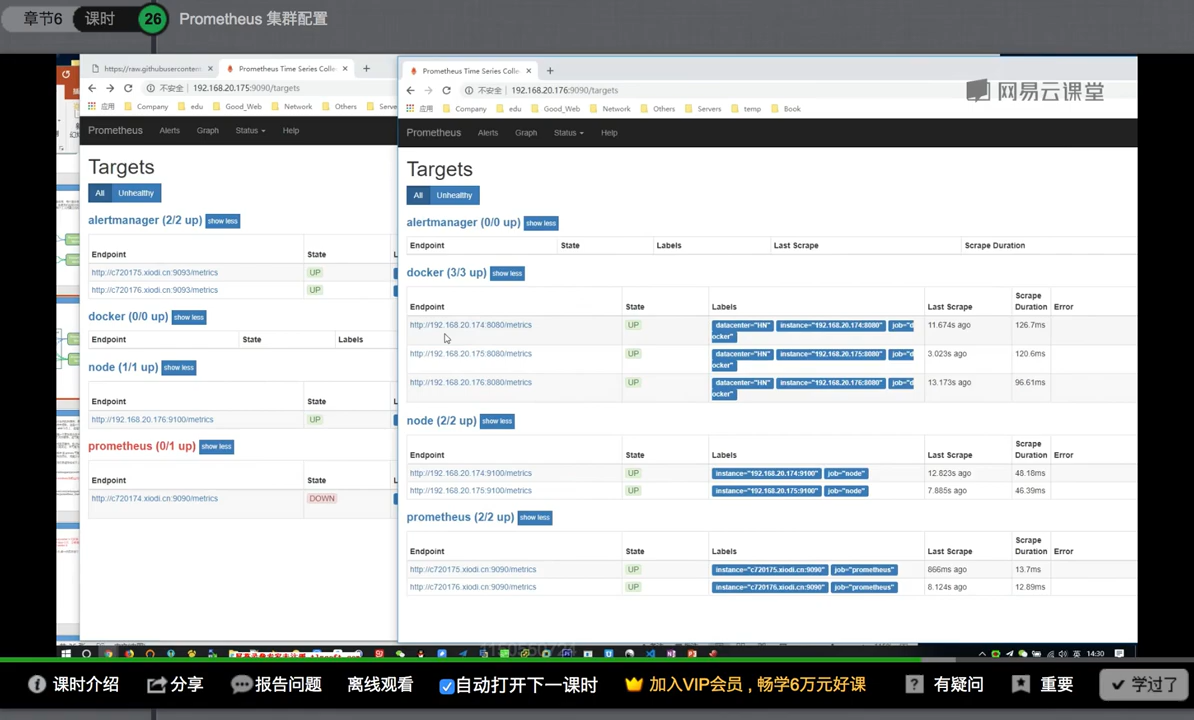 章节6 课时 26 Prometheus 集群配置
https://raw.githubusercontent
Prometheus Time Series Colle
不安全 192.168.20.175:9090/targets
应用 Company edu Good_Web Network Others Serve
Prometheus Alerts Graph Status Help
Targets
All Unhealthy
alertmanager (2/2 up) show less
Endpoint State
http://c720175.xiodi.cn:9093/metrics UP
http://c720176.xiodi.cn:9093/metrics UP
docker (0/0 up) show less
Endpoint State Labels
node (1/1 up) show less
Endpoint State
http://192.168.20.176:9100/metrics UP
prometheus (0/1 up) show less
Endpoint State
http://c720174.xiodi.cn:9090/metrics DOWN
Prometheus Time Series Colle
不安全 192.168.20.176:9090/targets
网易云课堂
应用 Company edu Good_Web Network Others Servers temp Book
Prometheus Alerts Graph Status Help
Targets
All Unhealthy
alertmanager (0/0 up) show less
Endpoint State Labels Last Scrape Scrape Duration
docker (3/3 up) show less
Endpoint State Labels Last Scrape Scrape Duration Error
http://192.168.20.174:8080/metrics UP datacenter="HN" instance="192.168.20.174:8080" job="docker" 11.674s ago 126.7ms
http://192.168.20.175:8080/metrics UP datacenter="HN" instance="192.168.20.175:8080" job="docker" 3.023s ago 120.6ms
http://192.168.20.176:8080/metrics UP datacenter="HN" instance="192.168.20.176:8080" job="docker" 13.173s ago 96.61ms
node (2/2 up) show less
Endpoint State Labels Last Scrape Scrape Duration Error
http://192.168.20.174:9100/metrics UP instance="192.168.20.174:9100" job="node" 12.823s ago 48.18ms
http://192.168.20.175:9100/metrics UP instance="192.168.20.175:9100" job="node" 7.885s ago 46.39ms
prometheus (2/2 up) show less
Endpoint State Labels Last Scrape Scrape Duration Error
http://c720175.xiodi.cn:9090/metrics UP instance="c720175.xiodi.cn:9090" job="prometheus" 866ms ago 13.7ms
http://c720176.xiodi.cn:9090/metrics UP instance="c720176.xiodi.cn:9090" job="prometheus" 8.124s ago 12.89ms
英 14:30
课时介绍 分享 报告问题 离线观看 自动打开下一课时 加入VIP会员，畅学6万元好课 有疑问 重要 学过了